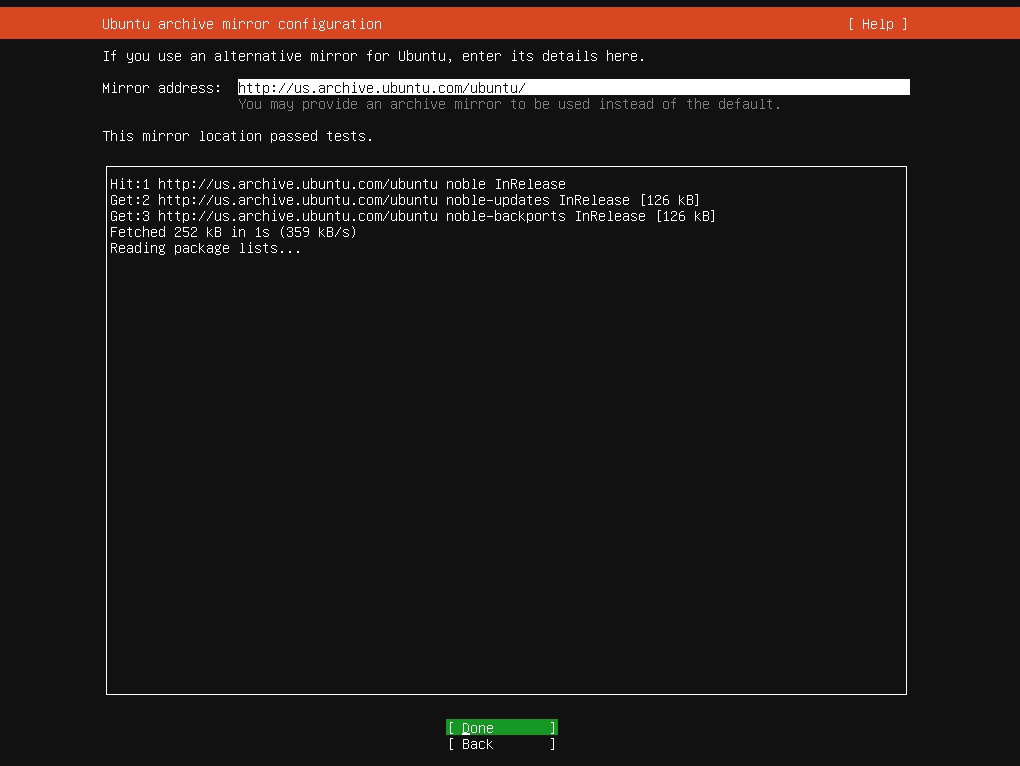 Ubuntu archive mirror configuration [ Help ]
If you use an alternative mirror for Ubuntu, enter its details here.
Mirror address: http://us.archive.ubuntu.com/ubuntu/
You may provide an archive mirror to be used instead of the default.
This mirror location passed tests.
Hit:1 http://us.archive.ubuntu.com/ubuntu noble InRelease
Get:2 http://us.archive.ubuntu.com/ubuntu noble-updates InRelease [126 kB]
Get:3 http://us.archive.ubuntu.com/ubuntu noble-backports InRelease [126 kB]
Fetched 252 kB in 1s (359 kB/s)
Reading package lists...
[ Done ]
[ Back ]